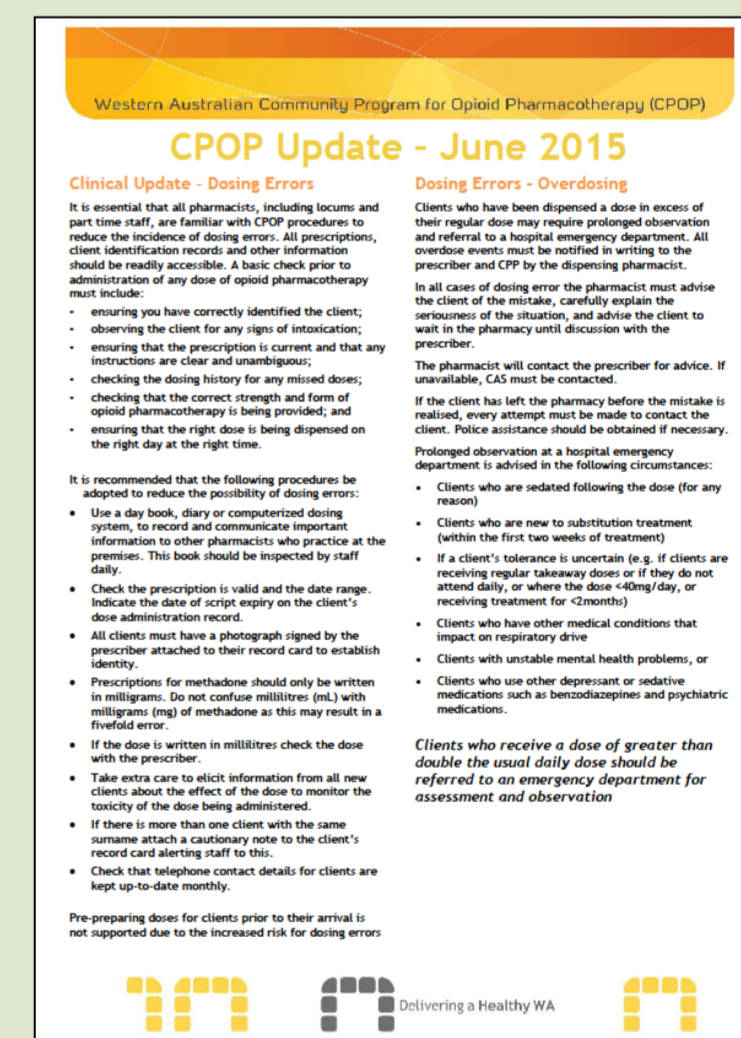 Western Australian Community Program for Opioid Pharmacotherapy (CPOP)
CPOP Update - June 2015
Clinical Update - Dosing Errors
It is essential that all pharmacists, including locums and
part time staff, are familiar with CPOP procedures to
reduce the incidence of dosing errors. All prescriptions,
client identification records and other information
should be readily accessible. A basic check prior to
administration of any dose of opioid pharmacotherapy
must include:
- ensuring you have correctly identified the client;
- observing the client for any signs of intoxication;
- ensuring that the prescription is current and that any
instructions are clear and unambiguous;
- checking the dosing history for any missed doses;
- checking that the correct strength and form of
opioid pharmacotherapy is being provided; and
- ensuring that the right dose is being dispensed on
the right day at the right time.
It is recommended that the following procedures be
adopted to reduce the possibility of dosing errors:
• Use a day book, diary or computerized dosing
system, to record and communicate important
information to other pharmacists who practice at the
premises. This book should be inspected by staff
daily.
• Check the prescription is valid and the date range.
Indicate the date of script expiry on the client's
dose administration record.
• All clients must have a photograph signed by the
prescriber attached to their record card to establish
identity.
• Prescriptions for methadone should only be written
in milligrams. Do not confuse millilitres (mL) with
milligrams (mg) of methadone as this may result in a
fivefold error.
• If the dose is written in millilitres check the dose
with the prescriber.
• Take extra care to elicit information from all new
clients about the effect of the dose to monitor the
toxicity of the dose being administered.
• If there is more than one client with the same
surname attach a cautionary note to the client's
record card alerting staff to this.
• Check that telephone contact details for clients are
kept up-to-date monthly.
Pre-preparing doses for clients prior to their arrival is
not supported due to the increased risk for dosing errors
Dosing Errors - Overdosing
Clients who have been dispensed a dose in excess of
their regular dose may require prolonged observation
and referral to a hospital emergency department. All
overdose events must be notified in writing to the
prescriber and CPP by the dispensing pharmacist.
In all cases of dosing error the pharmacist must advise
the client of the mistake, carefully explain the
seriousness of the situation, and advise the client to
wait in the pharmacy until discussion with the
prescriber.
The pharmacist will contact the prescriber for advice. If
unavailable, CAS must be contacted.
If the client has left the pharmacy before the mistake is
realised, every attempt must be made to contact the
client. Police assistance should be obtained if necessary.
Prolonged observation at a hospital emergency
department is advised in the following circumstances:
• Clients who are sedated following the dose (for any
reason)
• Clients who are new to substitution treatment
(within the first two weeks of treatment)
• If a client's tolerance is uncertain (e.g. if clients are
receiving regular takeaway doses or if they do not
attend daily, or where the dose <40mg/day, or
receiving treatment for <2months)
• Clients who have other medical conditions that
impact on respiratory drive
• Clients with unstable mental health problems, or
• Clients who use other depressant or sedative
medications such as benzodiazepines and psychiatric
medications.
Clients who receive a dose of greater than
double the usual daily dose should be
referred to an emergency department for
assessment and observation
Delivering a Healthy WA